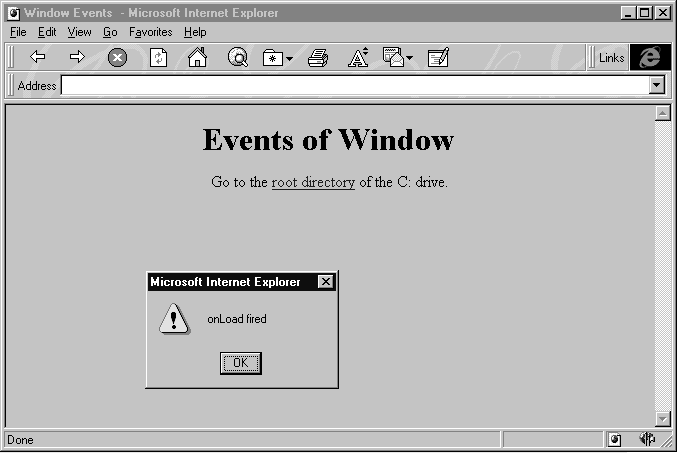 Window Events - Microsoft Internet Explorer
File Edit View Go Favorites Help
Links
Address
Events of Window
Go to the root directory of the C: drive.
Microsoft Internet Explorer
onLoad fired
OK
Done